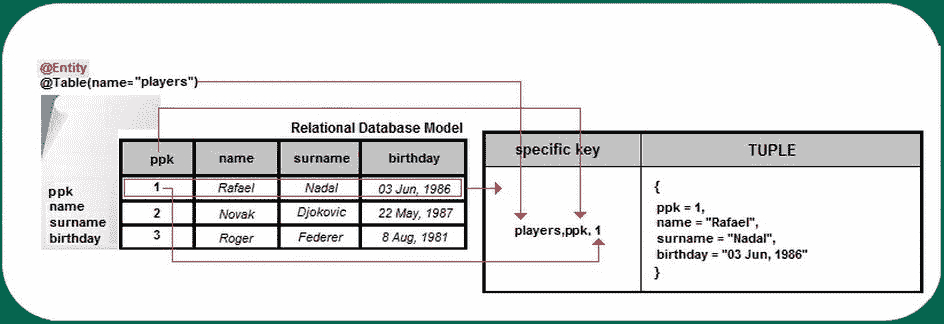 @Entity
@Table(name="players")
Relational Database Model
ppk name surname birthday
1 Rafael Nadal 03 Jun, 1986
2 Novak Djokovic 22 May, 1987
3 Roger Federer 8 Aug, 1981
ppk
name
surname
birthday
specific key TUPLE
players,ppk, 1
{
ppk = 1,
name = "Rafael",
surname = "Nadal",
birthday = "03 Jun, 1986"
}